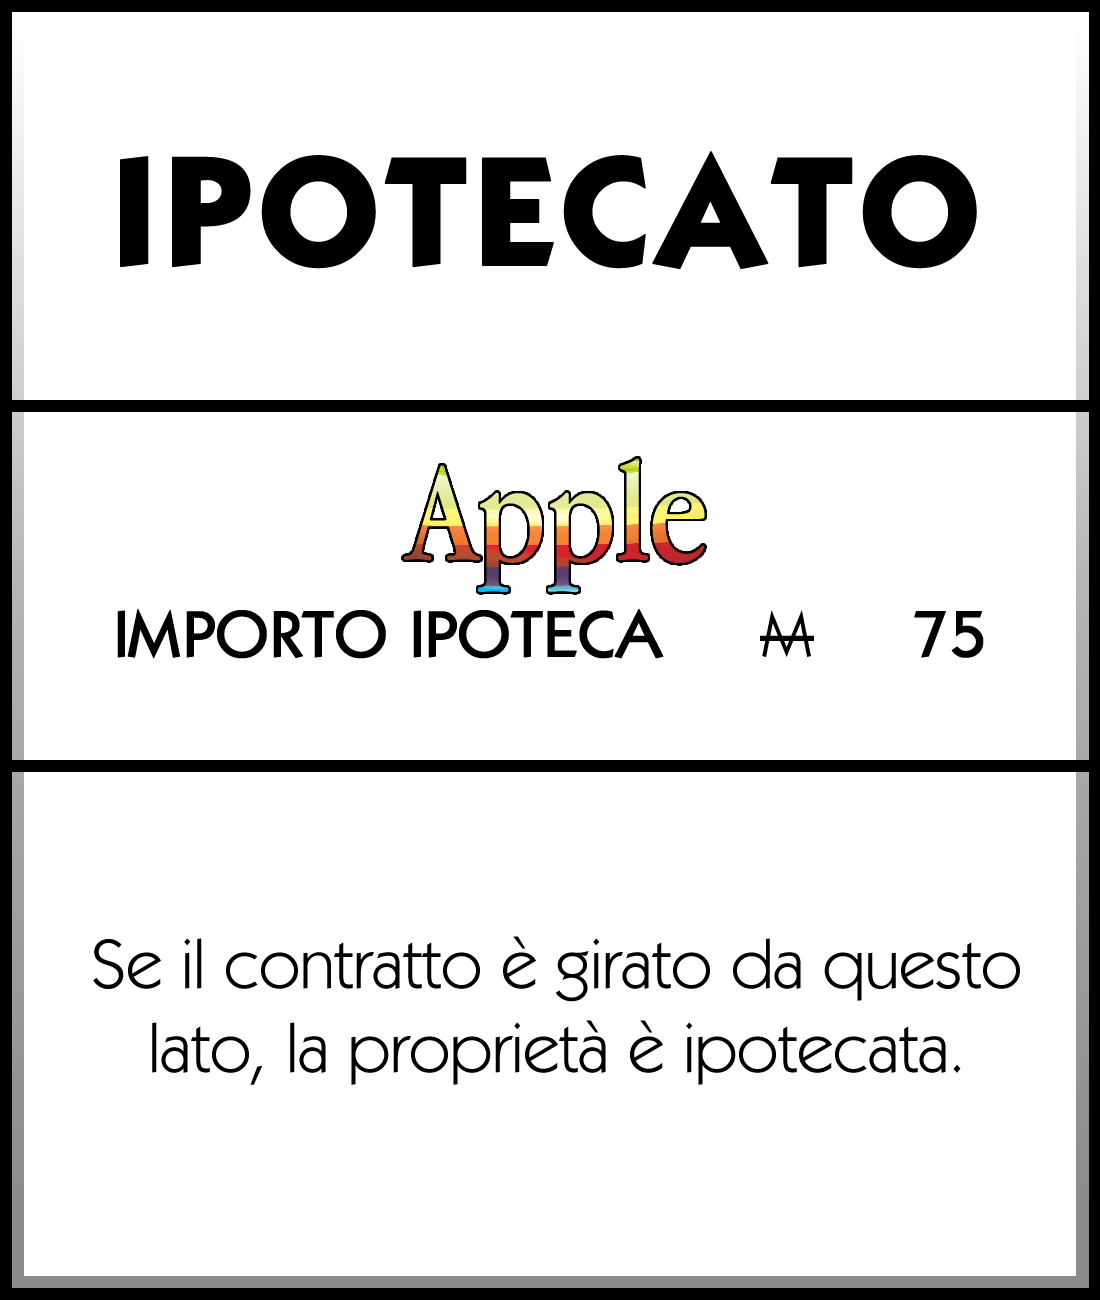 IPOTECATO
Apple
IMPORTO IPOTECA M 75
Se il contratto è girato da questo
lato, la proprietà è ipotecata.